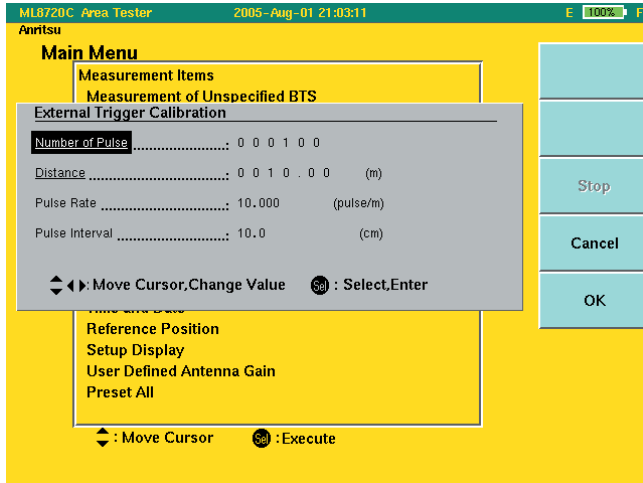 ML8720C Area Tester 2005-Aug-01 21:03:11 E 100% F
Anritsu
Main Menu
Measurement Items
Measurement of Unspecified BTS
External Trigger Calibration
Number of Pulse ........................: 0 0 0 1 0 0
Distance ........................: 0 0 1 0 . 0 0 (m)
Pulse Rate ........................: 10.000 (pulse/m)
Pulse Interval ........................: 10.0 (cm)
: Move Cursor,Change Value Sel : Select,Enter
Stop
Cancel
OK
Time and Date
Reference Position
Setup Display
User Defined Antenna Gain
Preset All
: Move Cursor Sel : Execute